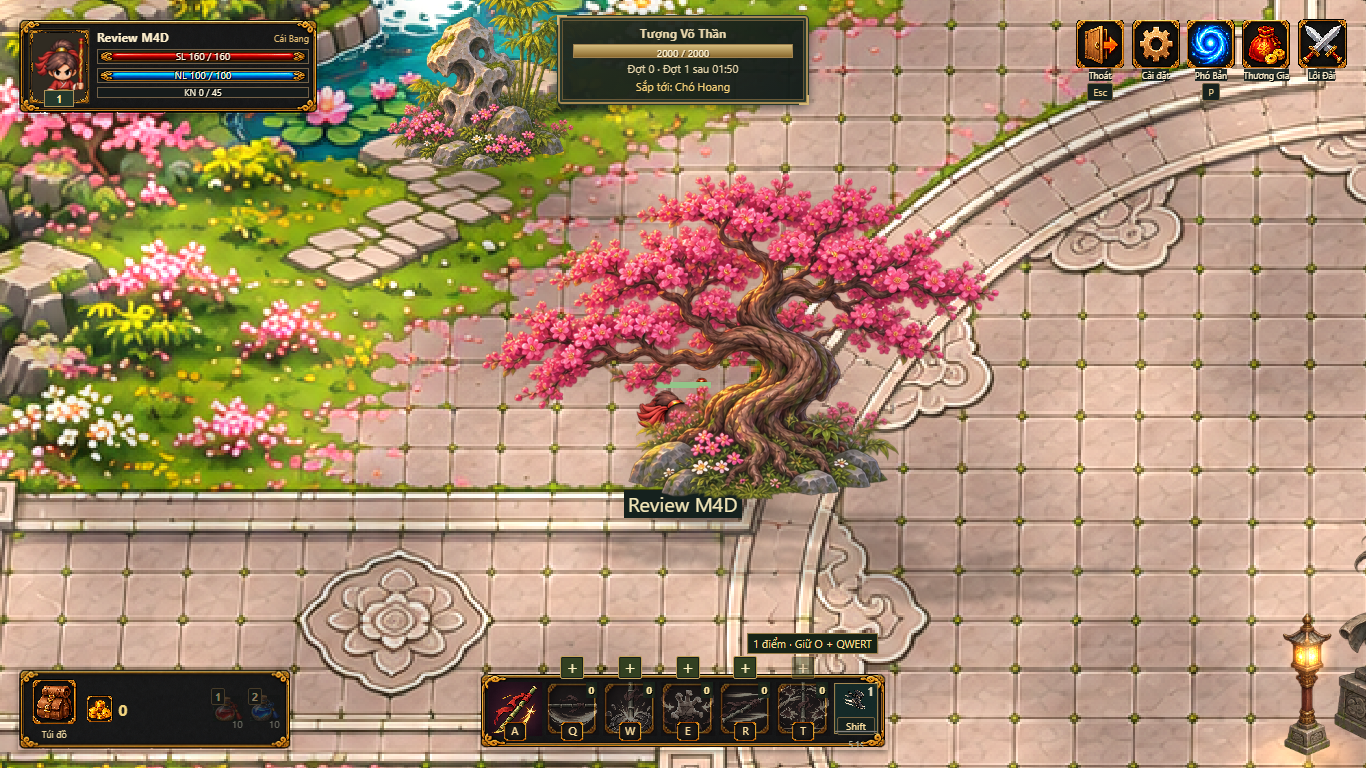 Review M4D
Cái Bang
SL 160 / 160
NL 100 / 100
KN 0 / 45
1
Tượng Võ Thần
2000 / 2000
Đợt 0 · Đợt 1 sau 01:50
Sắp tới: Chó Hoang
Thoát
Cài đặt
Phó Bản
Thương Gia
Lôi Đài
Esc
P
Review M4D
1 điểm · Giữ O + QWERT
+ + + + +
0 0 0 0 0 1
A Q W E R T Shift
Túi đồ
0
1 2
10 10